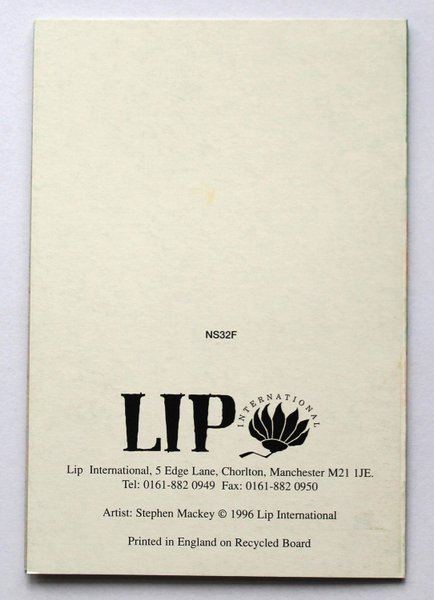 NS32F
LIP
INTERNATIONAL
Lip International, 5 Edge Lane, Chorlton, Manchester M21 1JE.
Tel: 0161-882 0949 Fax: 0161-882 0950
Artist: Stephen Mackey © 1996 Lip International
Printed in England on Recycled Board